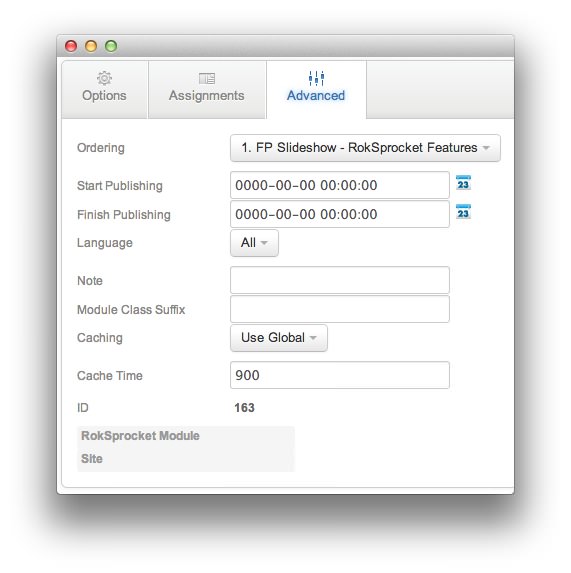 Options Assignments Advanced
Ordering 1. FP Slideshow - RokSprocket Features
Start Publishing 0000-00-00 00:00:00 23
Finish Publishing 0000-00-00 00:00:00 23
Language All
Note
Module Class Suffix
Caching Use Global
Cache Time 900
ID 163
RokSprocket Module
Site